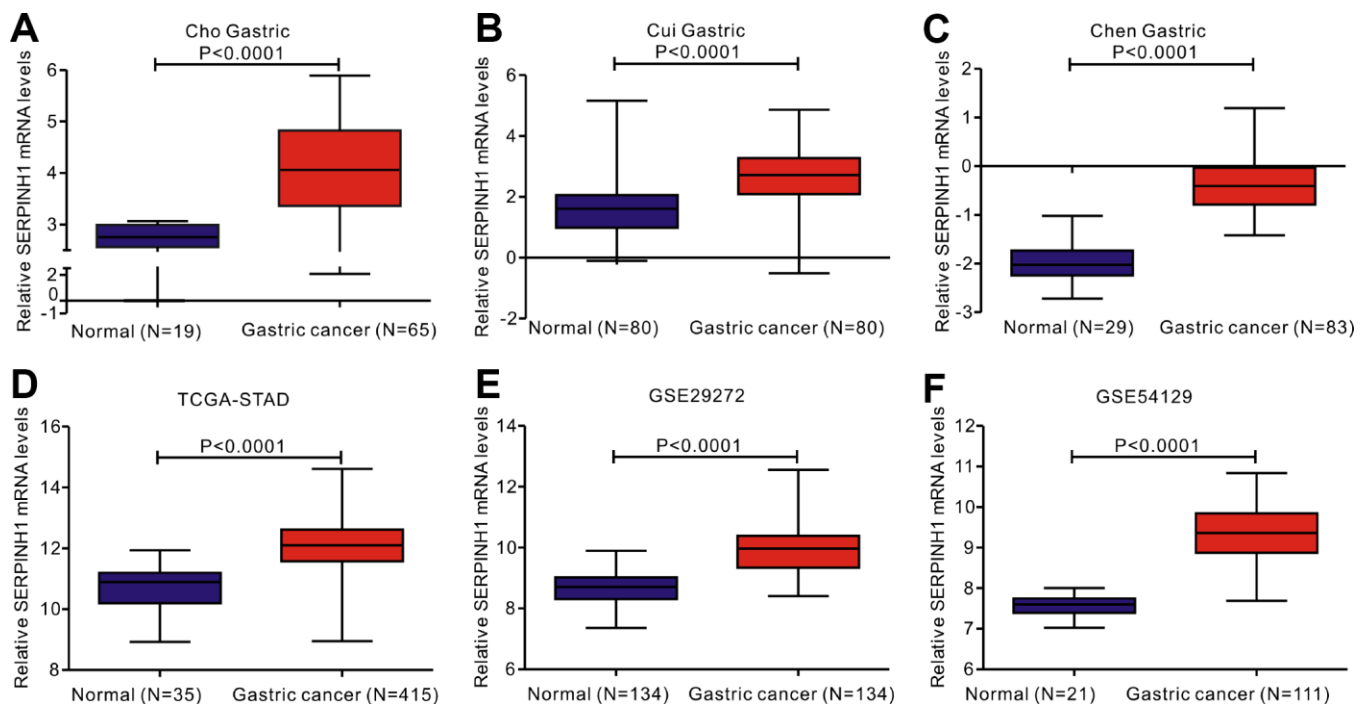 A
Cho Gastric
P<0.0001
Relative SERPINH1 mRNA levels
6
5
4
3
2
0
-1
Normal (N=19)
Gastric cancer (N=65)
B
Cui Gastric
P<0.0001
Relative SERPINH1 mRNA levels
6
4
2
0
-2
Normal (N=80)
Gastric cancer (N=80)
C
Chen Gastric
P<0.0001
Relative SERPINH1 mRNA levels
2
1
0
-1
-2
-3
Normal (N=29)
Gastric cancer (N=83)
D
TCGA-STAD
P<0.0001
Relative SERPINH1 mRNA levels
16
14
12
10
8
Normal (N=35)
Gastric cancer (N=415)
E
GSE29272
P<0.0001
Relative SERPINH1 mRNA levels
14
12
10
8
6
Normal (N=134)
Gastric cancer (N=134)
F
GSE54129
P<0.0001
Relative SERPINH1 mRNA levels
12
11
10
9
8
7
6
Normal (N=21)
Gastric cancer (N=111)